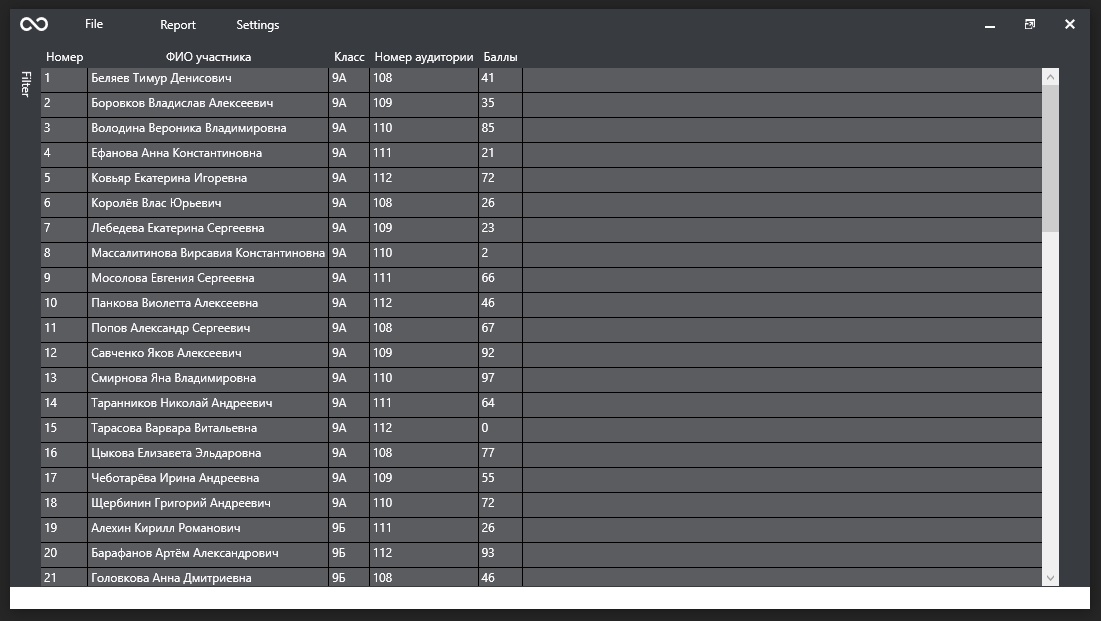 File Report Settings
Номер ФИО участника Класс Номер аудитории Баллы
Filter
1 Беляев Тимур Денисович 9А 108 41
2 Боровков Владислав Алексеевич 9А 109 35
3 Володина Вероника Владимировна 9А 110 85
4 Ефанова Анна Константиновна 9А 111 21
5 Ковьяр Екатерина Игоревна 9А 112 72
6 Королёв Влас Юрьевич 9А 108 26
7 Лебедева Екатерина Сергеевна 9А 109 23
8 Массалитинова Вирсавия Константиновна 9А 110 2
9 Мосолова Евгения Сергеевна 9А 111 66
10 Панкова Виолетта Алексеевна 9А 112 46
11 Попов Александр Сергеевич 9А 108 67
12 Савченко Яков Алексеевич 9А 109 92
13 Смирнова Яна Владимировна 9А 110 97
14 Таранников Николай Андреевич 9А 111 64
15 Тарасова Варвара Витальевна 9А 112 0
16 Цыкова Елизавета Эльдаровна 9А 108 77
17 Чеботарёва Ирина Андреевна 9А 109 55
18 Щербинин Григорий Андреевич 9А 110 72
19 Алехин Кирилл Романович 9Б 111 26
20 Барафанов Артём Александрович 9Б 112 93
21 Головкова Анна Дмитриевна 9Б 108 46